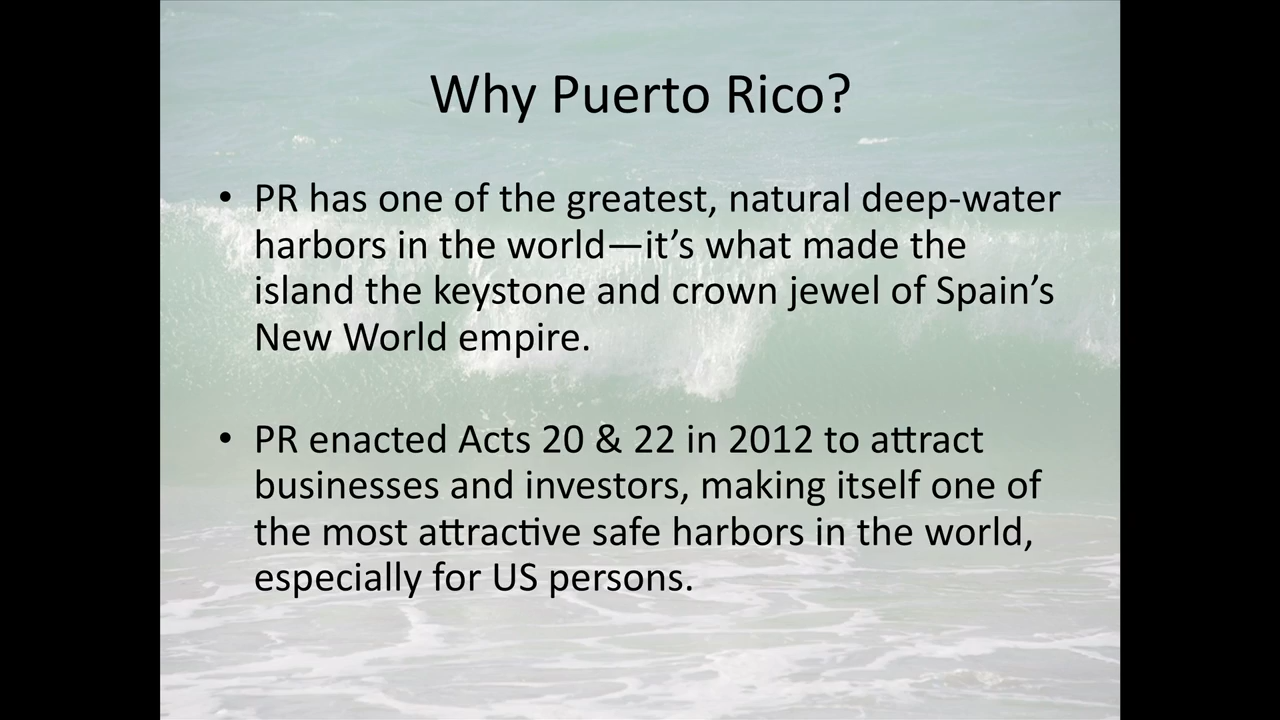 Why Puerto Rico?
• PR has one of the greatest, natural deep-water
harbors in the world—it’s what made the
island the keystone and crown jewel of Spain’s
New World empire.
• PR enacted Acts 20 & 22 in 2012 to attract
businesses and investors, making itself one of
the most attractive safe harbors in the world,
especially for US persons.